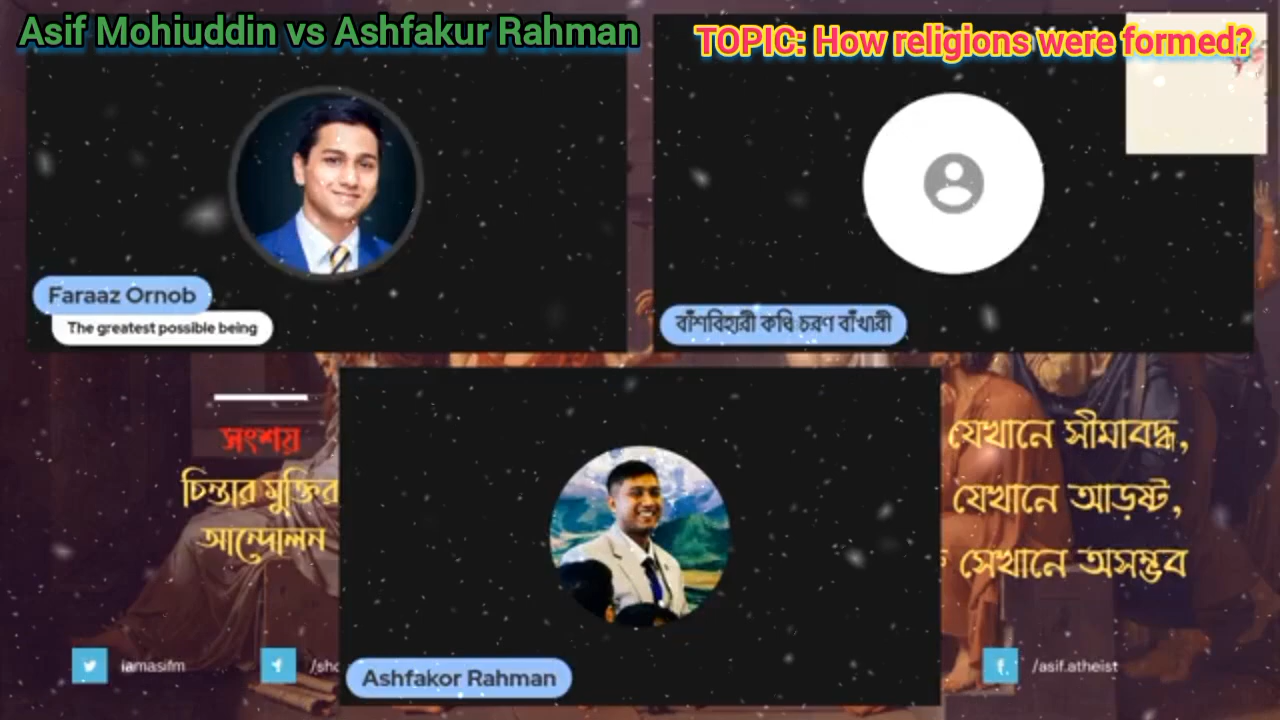 Asif Mohiuddin vs Ashfakur Rahman
TOPIC: How religions were formed?
Faraaz Ornob
The greatest possible being
বাঁশবিহারী কঞ্চি চরণ বাঁখারী
সংশয়
চিন্তার মুক্তির
আন্দোলন
যেখানে সীমাবদ্ধ,
যেখানে আড়ষ্ট,
সেখানে অসম্ভব
iamasifm
Ashfakor Rahman
/asif.atheist